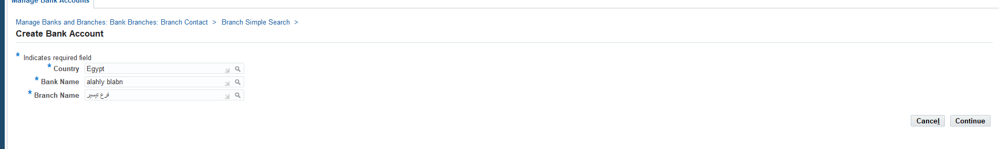 Manage Bank Accounts
Manage Banks and Branches: Bank Branches: Branch Contact > Branch Simple Search >
Create Bank Account
* Indicates required field
* Country Egypt
* Bank Name alahly blabn
* Branch Name فرع تيسير
Cancel Continue